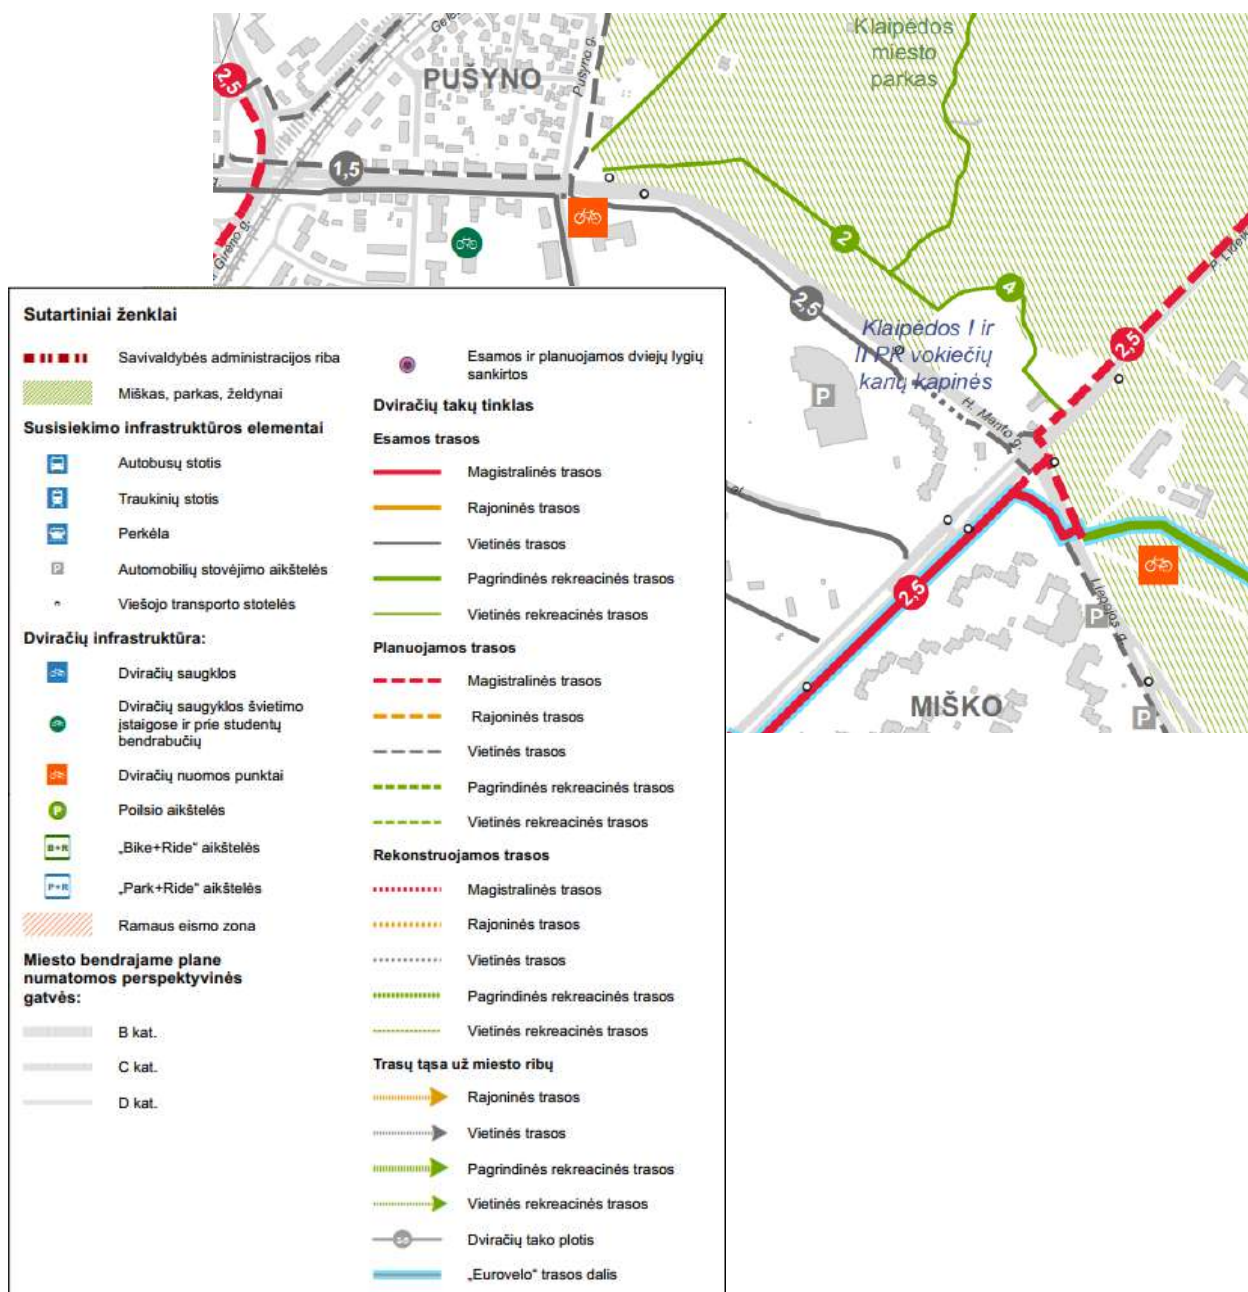 Klaipėdos
miesto
parkas
PUŠYNO
Pušyno g.
2,5
1,5
2
4
2,5
2,5
Klaipėdos I ir
II PR vokiečių
karių kapinės
P
H. Manto g.
2,5
Liepojos g.
P
MIŠKO
P
Sutartiniai ženklai
Savivaldybės administracijos riba
Miškas, parkas, želdynai
Susisiekimo infrastruktūros elementai
Autobusų stotis
Traukinių stotis
Perkėla
P
Automobilių stovėjimo aikštelės
Viešojo transporto stotelės
Dviračių infrastruktūra:
Dviračių saugklos
Dviračių saugyklos švietimo
įstaigose ir prie studentų
bendrabučių
Dviračių nuomos punktai
P
Poilsio aikštelės
B+R
„Bike+Ride“ aikštelės
P+R
„Park+Ride“ aikštelės
Ramaus eismo zona
Miesto bendrajame plane
numatomos perspektyvinės
gatvės:
B kat.
C kat.
D kat.
Esamos ir planuojamos dviejų lygių
sankirtos
Dviračių takų tinklas
Esamos trasos
Magistralinės trasos
Rajoninės trasos
Vietinės trasos
Pagrindinės rekreacinės trasos
Vietinės rekreacinės trasos
Planuojamos trasos
Magistralinės trasos
Rajoninės trasos
Vietinės trasos
Pagrindinės rekreacinės trasos
Vietinės rekreacinės trasos
Rekonstruojamos trasos
Magistralinės trasos
Rajoninės trasos
Vietinės trasos
Pagrindinės rekreacinės trasos
Vietinės rekreacinės trasos
Trasų tąsa už miesto ribų
Rajoninės trasos
Vietinės trasos
Pagrindinės rekreacinės trasos
Vietinės rekreacinės trasos
Dviračių tako plotis
„Eurovelo“ trasos dalis